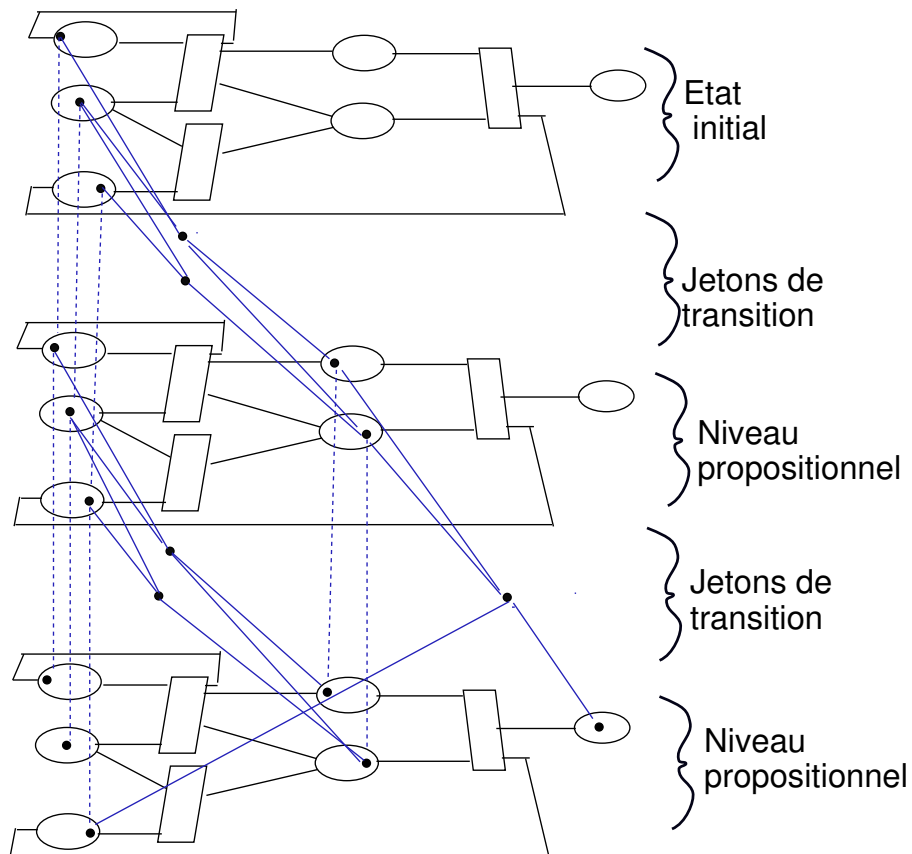 Etat
initial
Jetons de
transition
Niveau
propositionnel
Jetons de
transition
Niveau
propositionnel